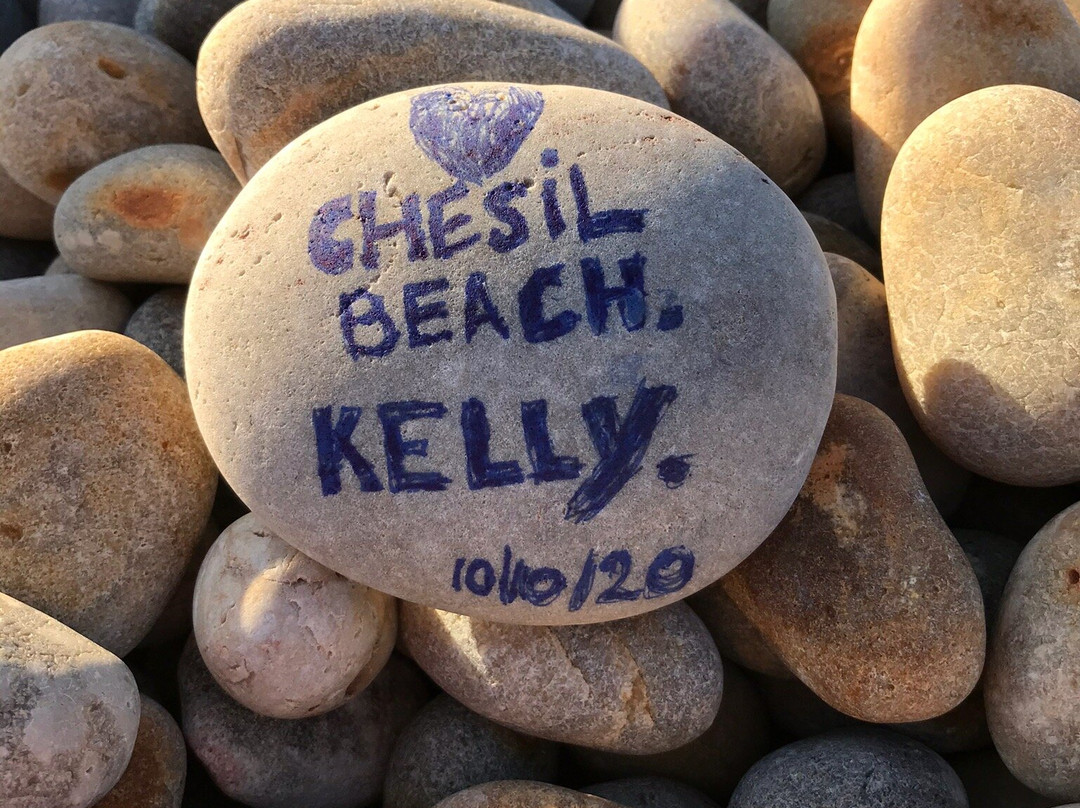 CHESiL
BEACH.
KELLY.
10/10/20